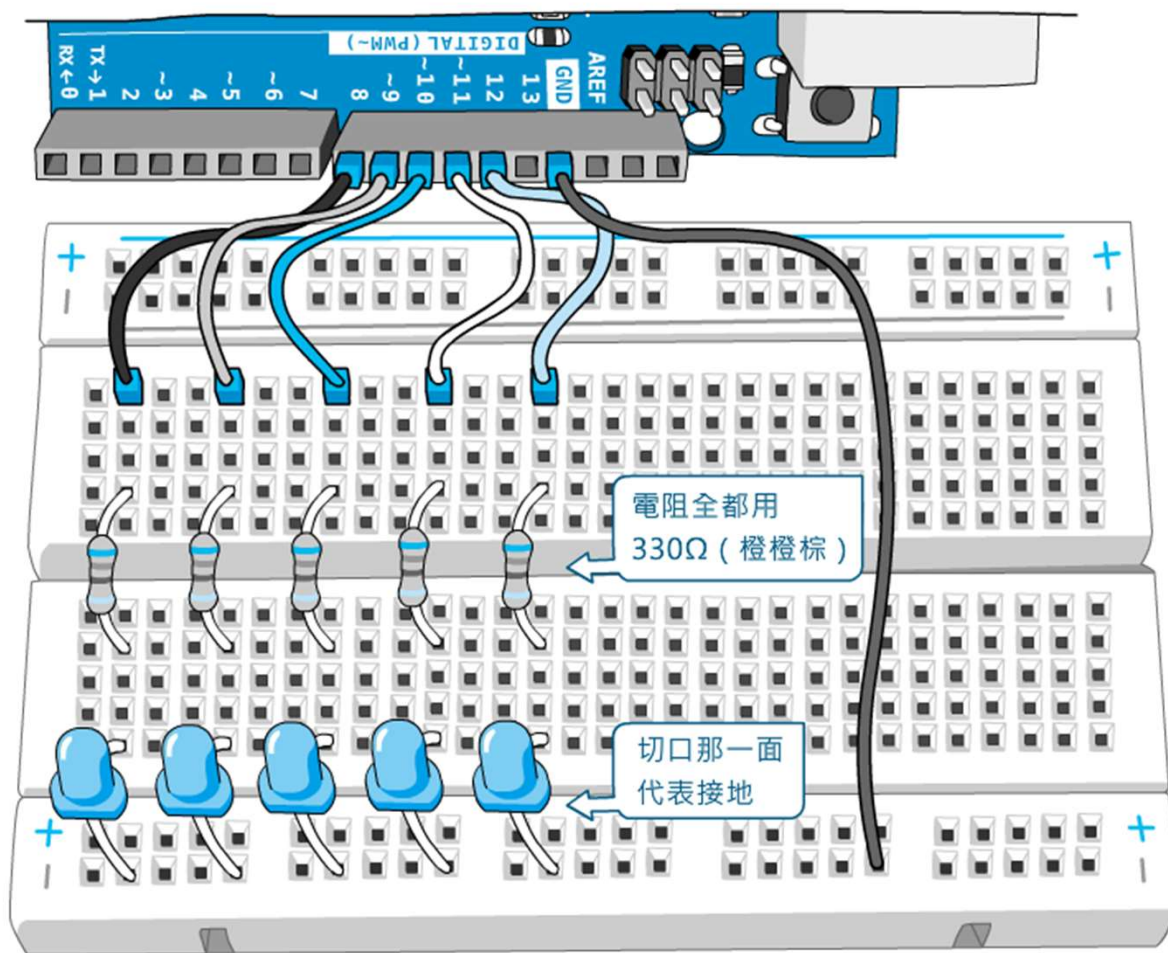 DIGITAL (PWM~)
RX←0
TX→1
2
~3
4
~5
~6
7
8
~9
~10
~11
12
13
GND
AREF
+
−
+
−
電阻全都用
330Ω ( 橙橙棕 )
切口那一面
代表接地
+
−
+
−